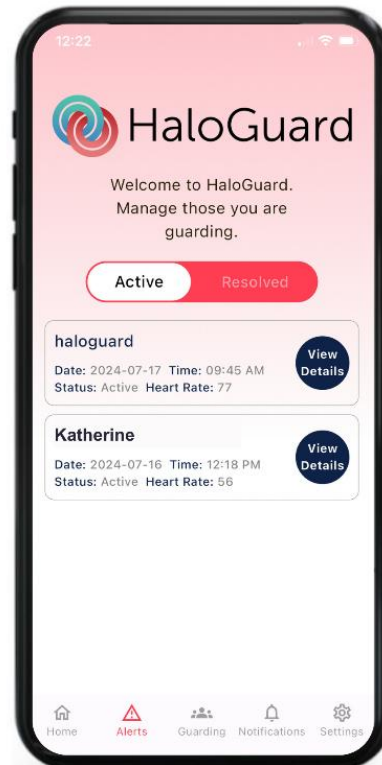 12:22
HaloGuard
Welcome to HaloGuard.
Manage those you are
guarding.
Active Resolved
haloguard
Date: 2024-07-17 Time: 09:45 AM
Status: Active Heart Rate: 77
View
Details
Katherine
Date: 2024-07-16 Time: 12:18 PM
Status: Active Heart Rate: 56
View
Details
Home Alerts Guarding Notifications Settings